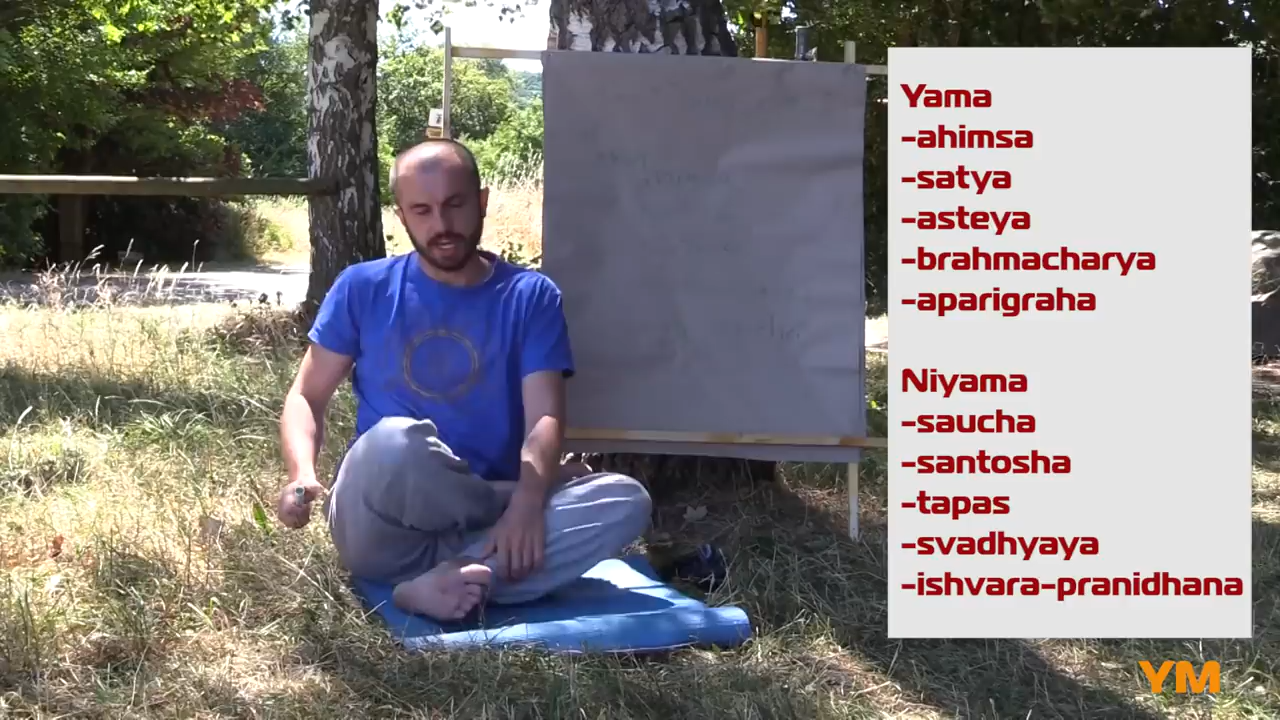 Yama
-ahimsa
-satya
-asteya
-brahmacharya
-aparigraha
Niyama
-saucha
-santosha
-tapas
-svadhyaya
-ishvara-pranidhana
YM